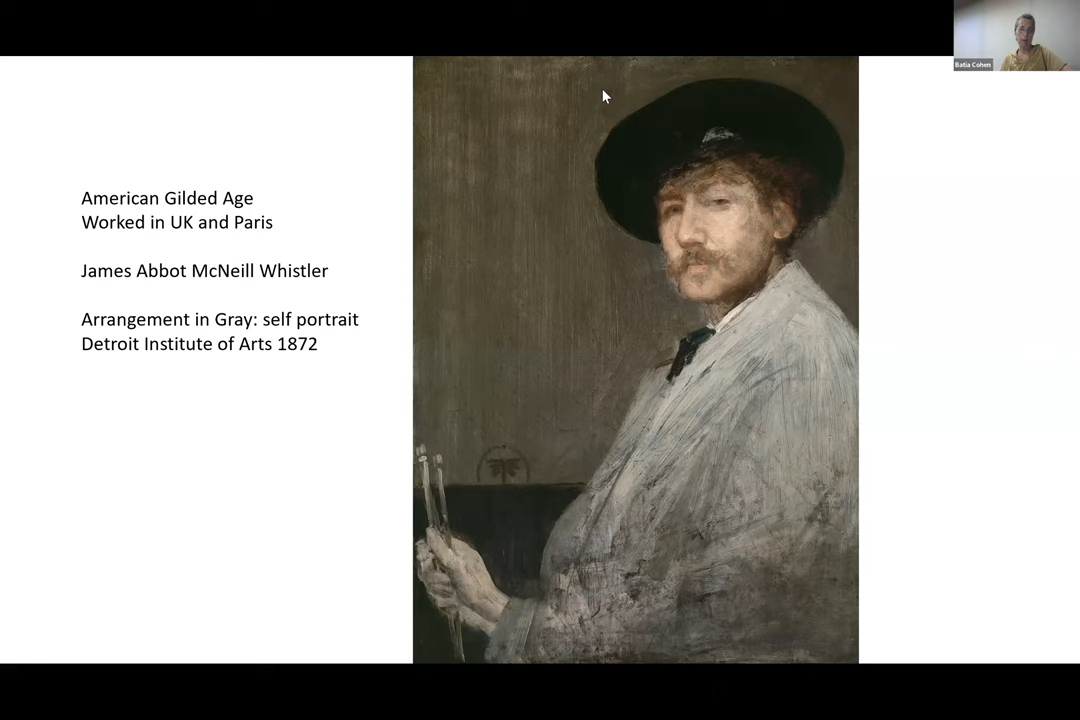 Batia Cohen
American Gilded Age
Worked in UK and Paris
James Abbot McNeill Whistler
Arrangement in Gray: self portrait
Detroit Institute of Arts 1872